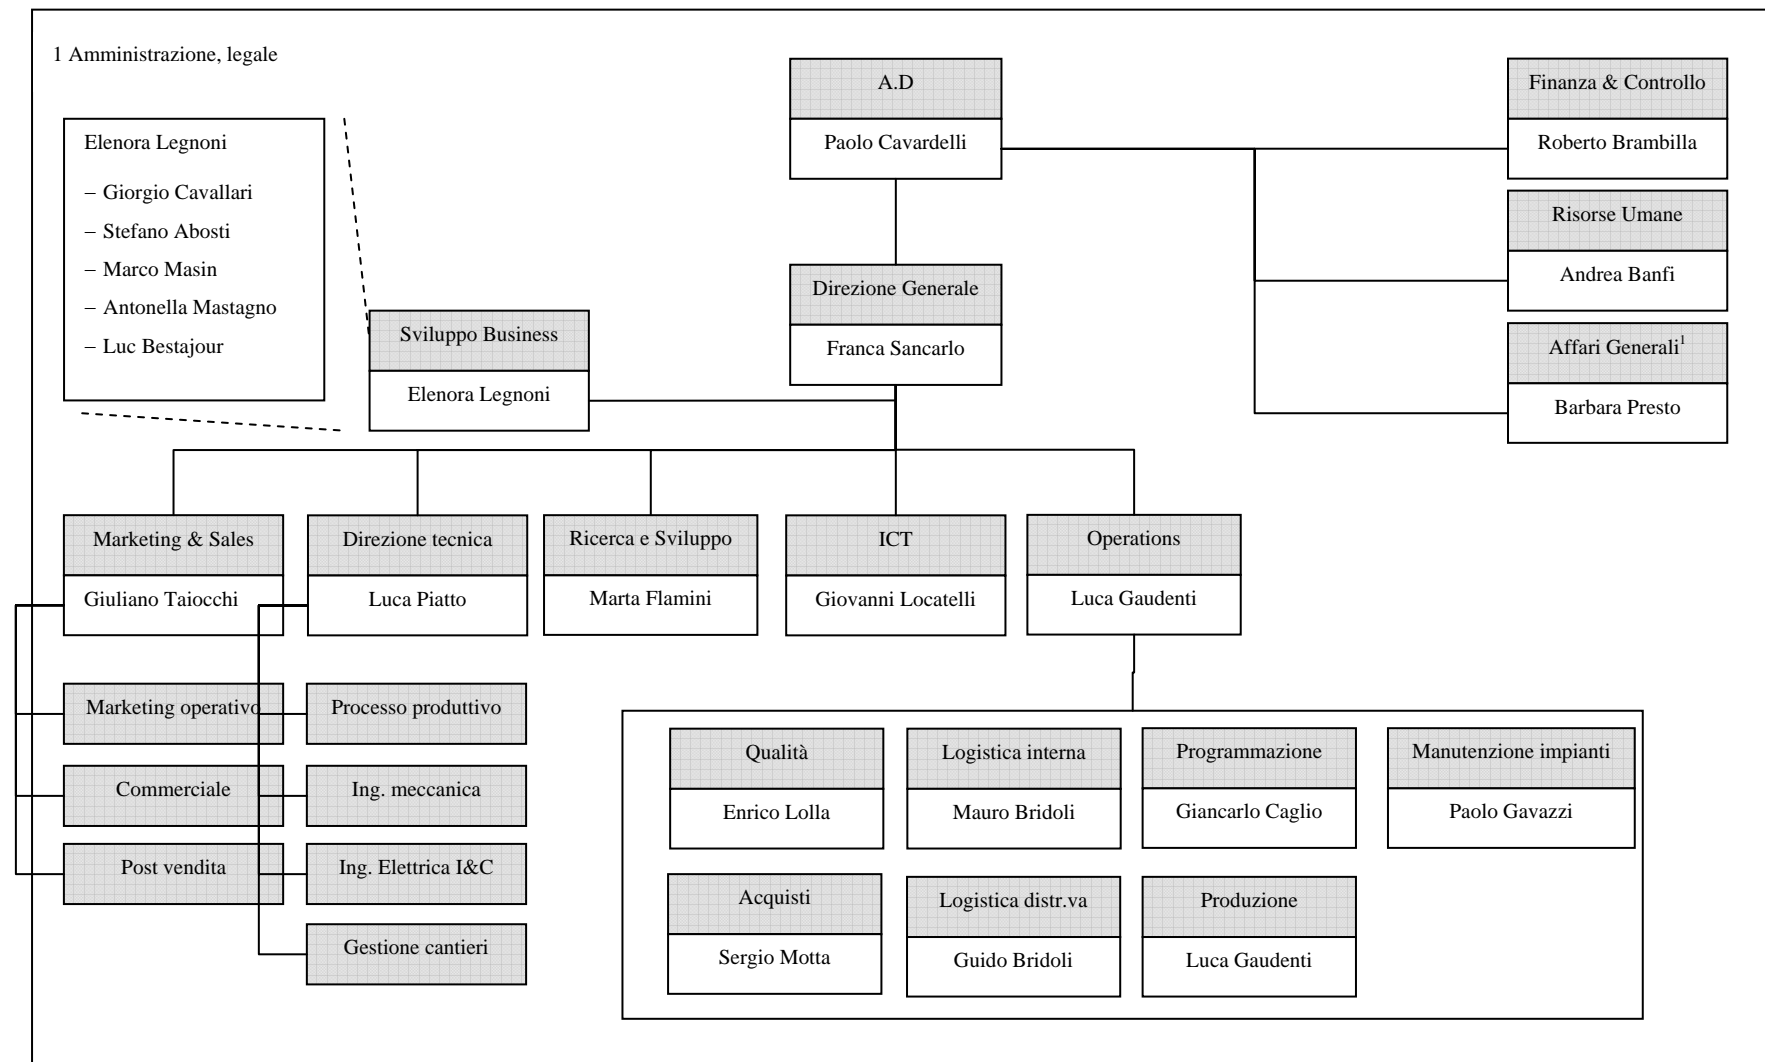 1 Amministrazione, legale
A.D
Paolo Cavardelli
Finanza & Controllo
Roberto Brambilla
Risorse Umane
Andrea Banfi
Affari Generali¹
Barbara Presto
Elenora Legnoni
– Giorgio Cavallari
– Stefano Abosti
– Marco Masin
– Antonella Mastagno
– Luc Bestajour
Direzione Generale
Franca Sancarlo
Sviluppo Business
Elenora Legnoni
Marketing & Sales
Giuliano Taiocchi
Direzione tecnica
Luca Piatto
Ricerca e Sviluppo
Marta Flamini
ICT
Giovanni Locatelli
Operations
Luca Gaudenti
Marketing operativo
Commerciale
Post vendita
Processo produttivo
Ing. meccanica
Ing. Elettrica I&C
Gestione cantieri
Qualità
Enrico Lolla
Logistica interna
Mauro Bridoli
Programmazione
Giancarlo Caglio
Manutenzione impianti
Paolo Gavazzi
Acquisti
Sergio Motta
Logistica distr.va
Guido Bridoli
Produzione
Luca Gaudenti